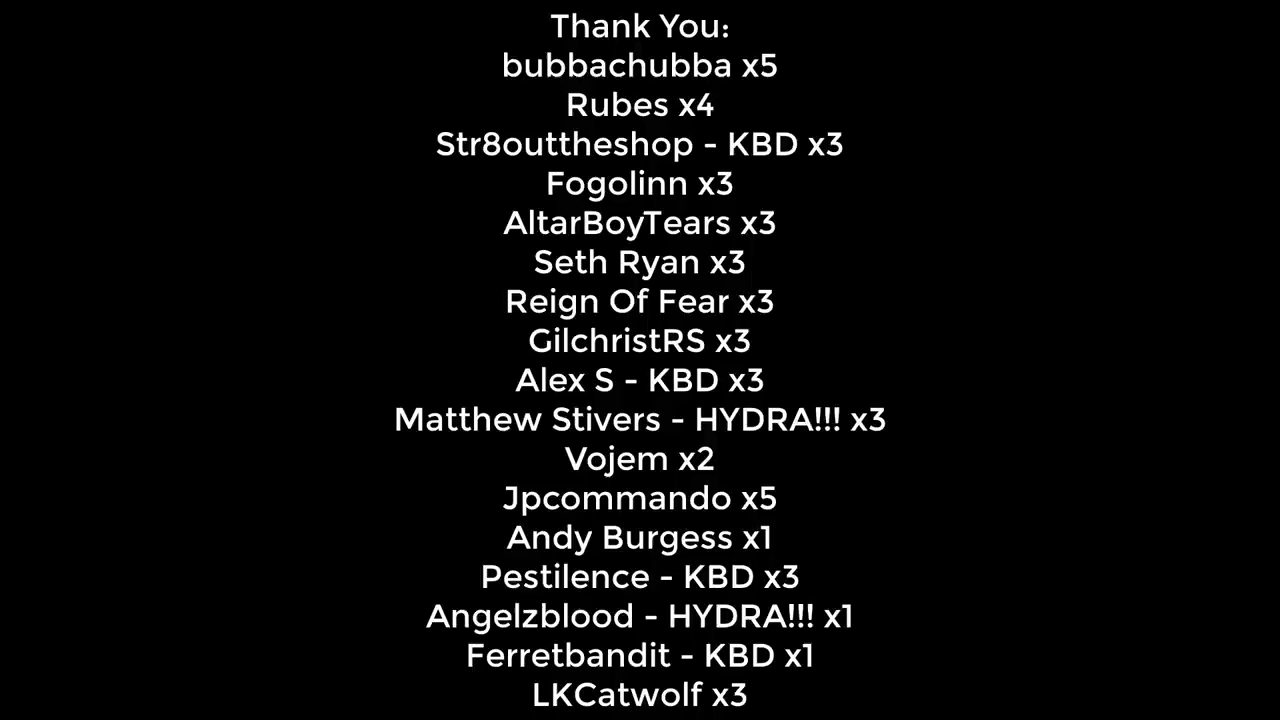 Thank You:
bubbachubba x5
Rubes x4
Str8outtheshop - KBD x3
Fogolinn x3
AltarBoyTears x3
Seth Ryan x3
Reign Of Fear x3
GilchristRS x3
Alex S - KBD x3
Matthew Stivers - HYDRA!!! x3
Vojem x2
Jpcommando x5
Andy Burgess x1
Pestilence - KBD x3
Angelzblood - HYDRA!!! x1
Ferretbandit - KBD x1
LKCatwolf x3